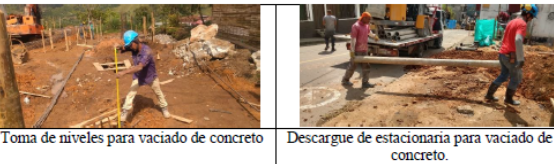 Toma de niveles para vaciado de concreto
Descargue de estacionaria para vaciado de
concreto.